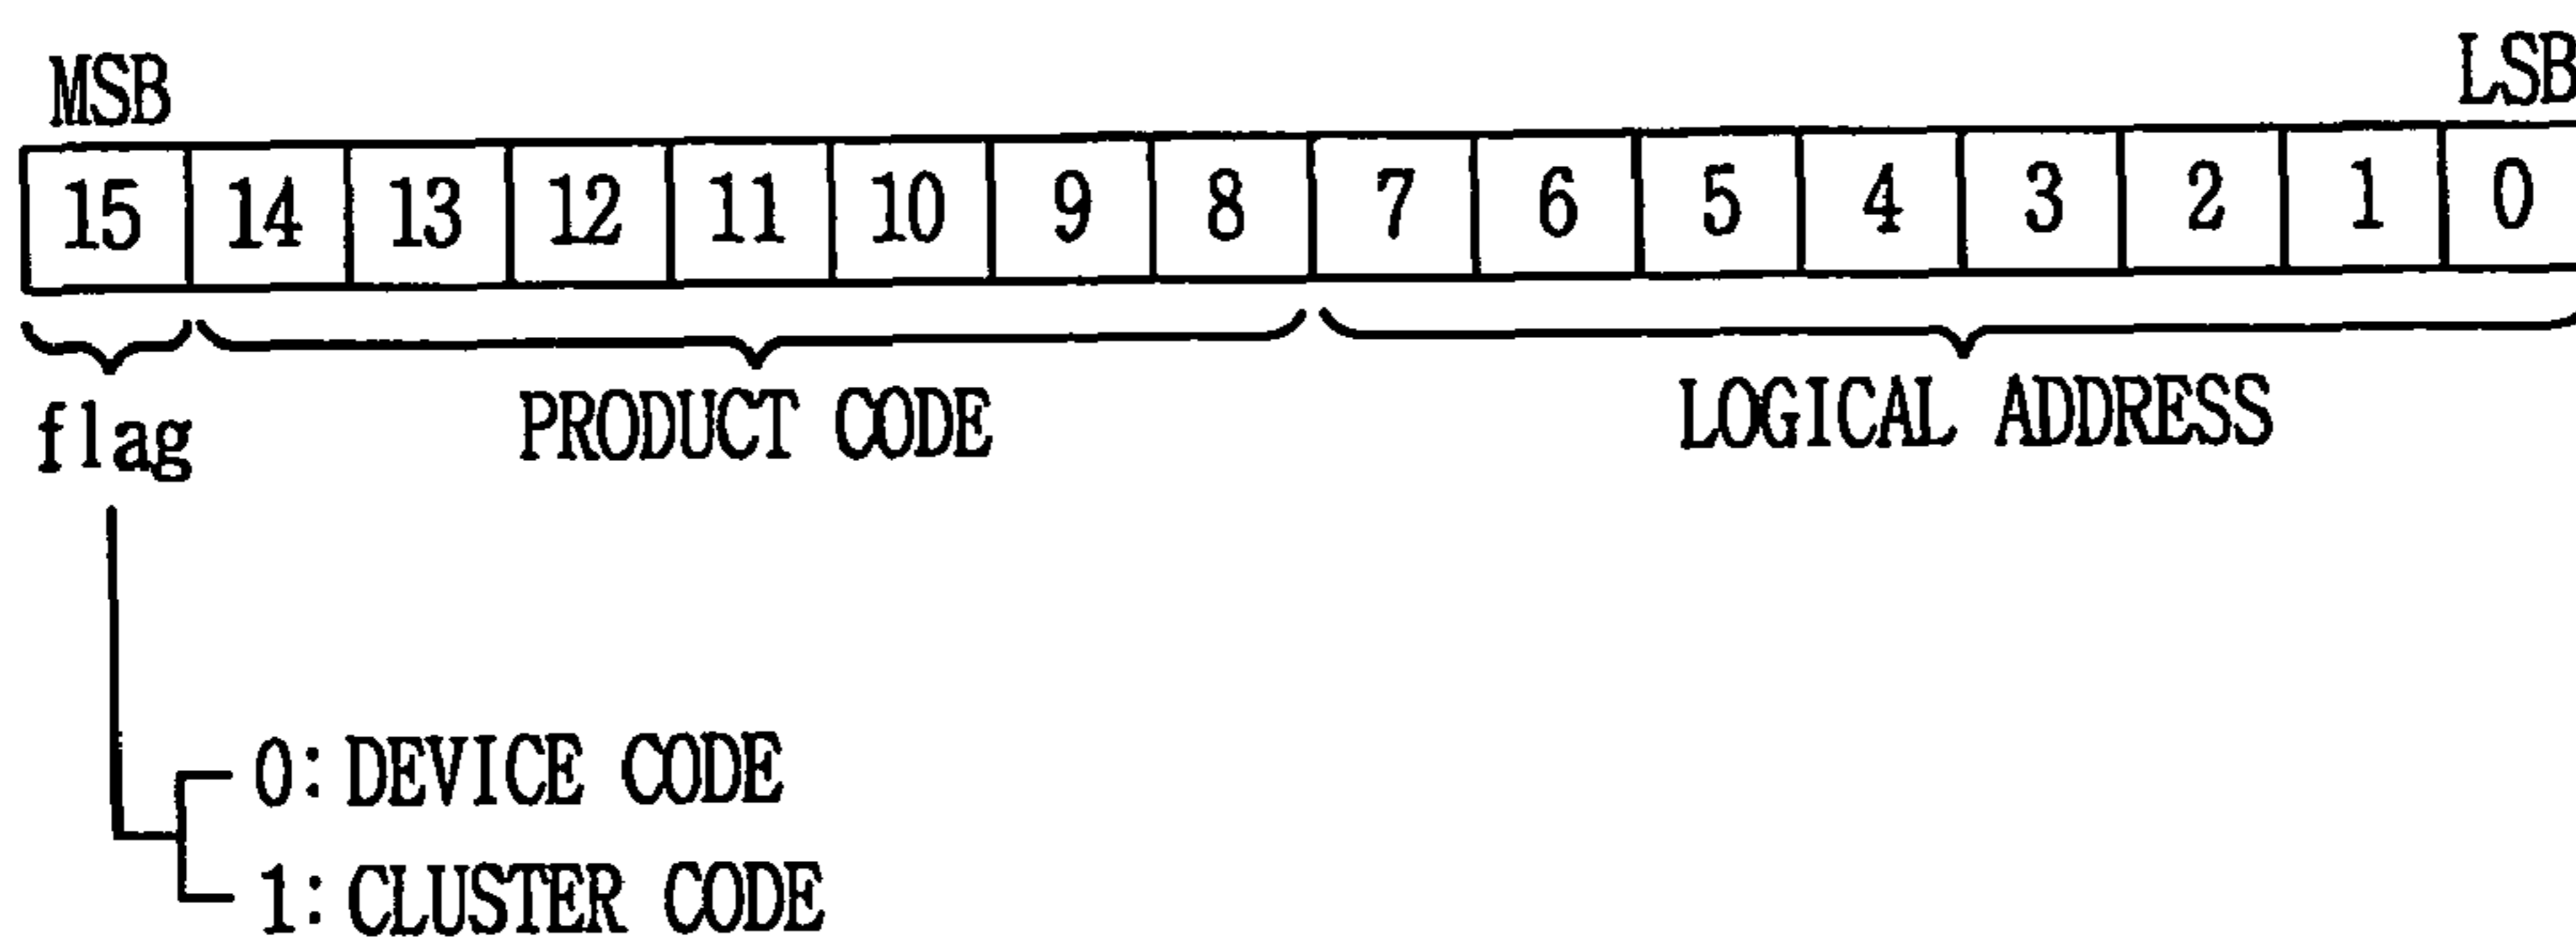 MSB LSB
15 14 13 12 11 10 9 8 7 6 5 4 3 2 1 0
flag PRODUCT CODE LOGICAL ADDRESS
0: DEVICE CODE
1: CLUSTER CODE